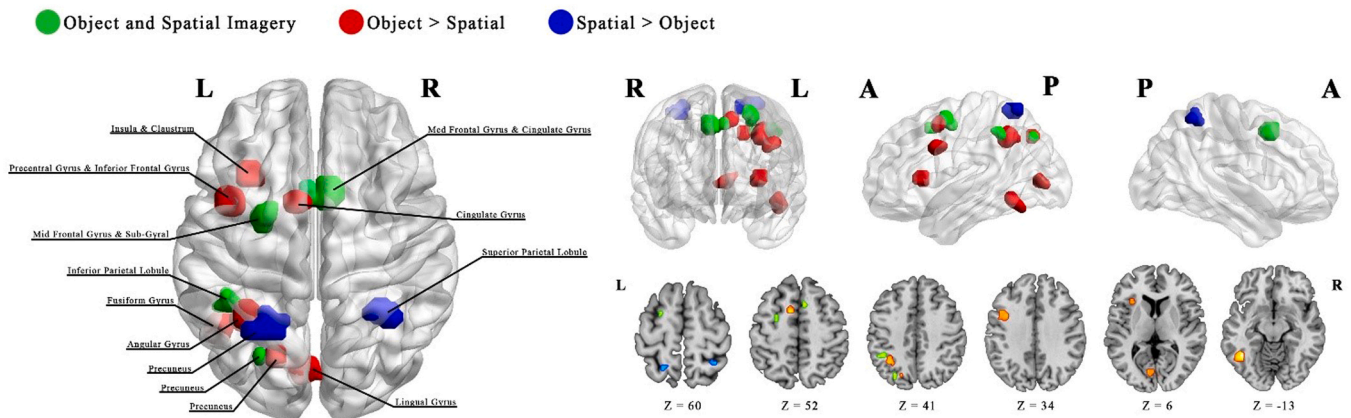 Object and Spatial Imagery
Object > Spatial
Spatial > Object
L
R
Insula & Claustrum
Precentral Gyrus & Inferior Frontal Gyrus
Mid Frontal Gyrus & Sub-Gyral
Inferior Parietal Lobule
Fusiform Gyrus
Angular Gyrus
Precuneus
Precuneus
Precuneus
Med Frontal Gyrus & Cingulate Gyrus
Cingulate Gyrus
Superior Parietal Lobule
Lingual Gyrus
R
L
A
P
P
A
L
R
Z = 60
Z = 52
Z = 41
Z = 34
Z = 6
Z = -13